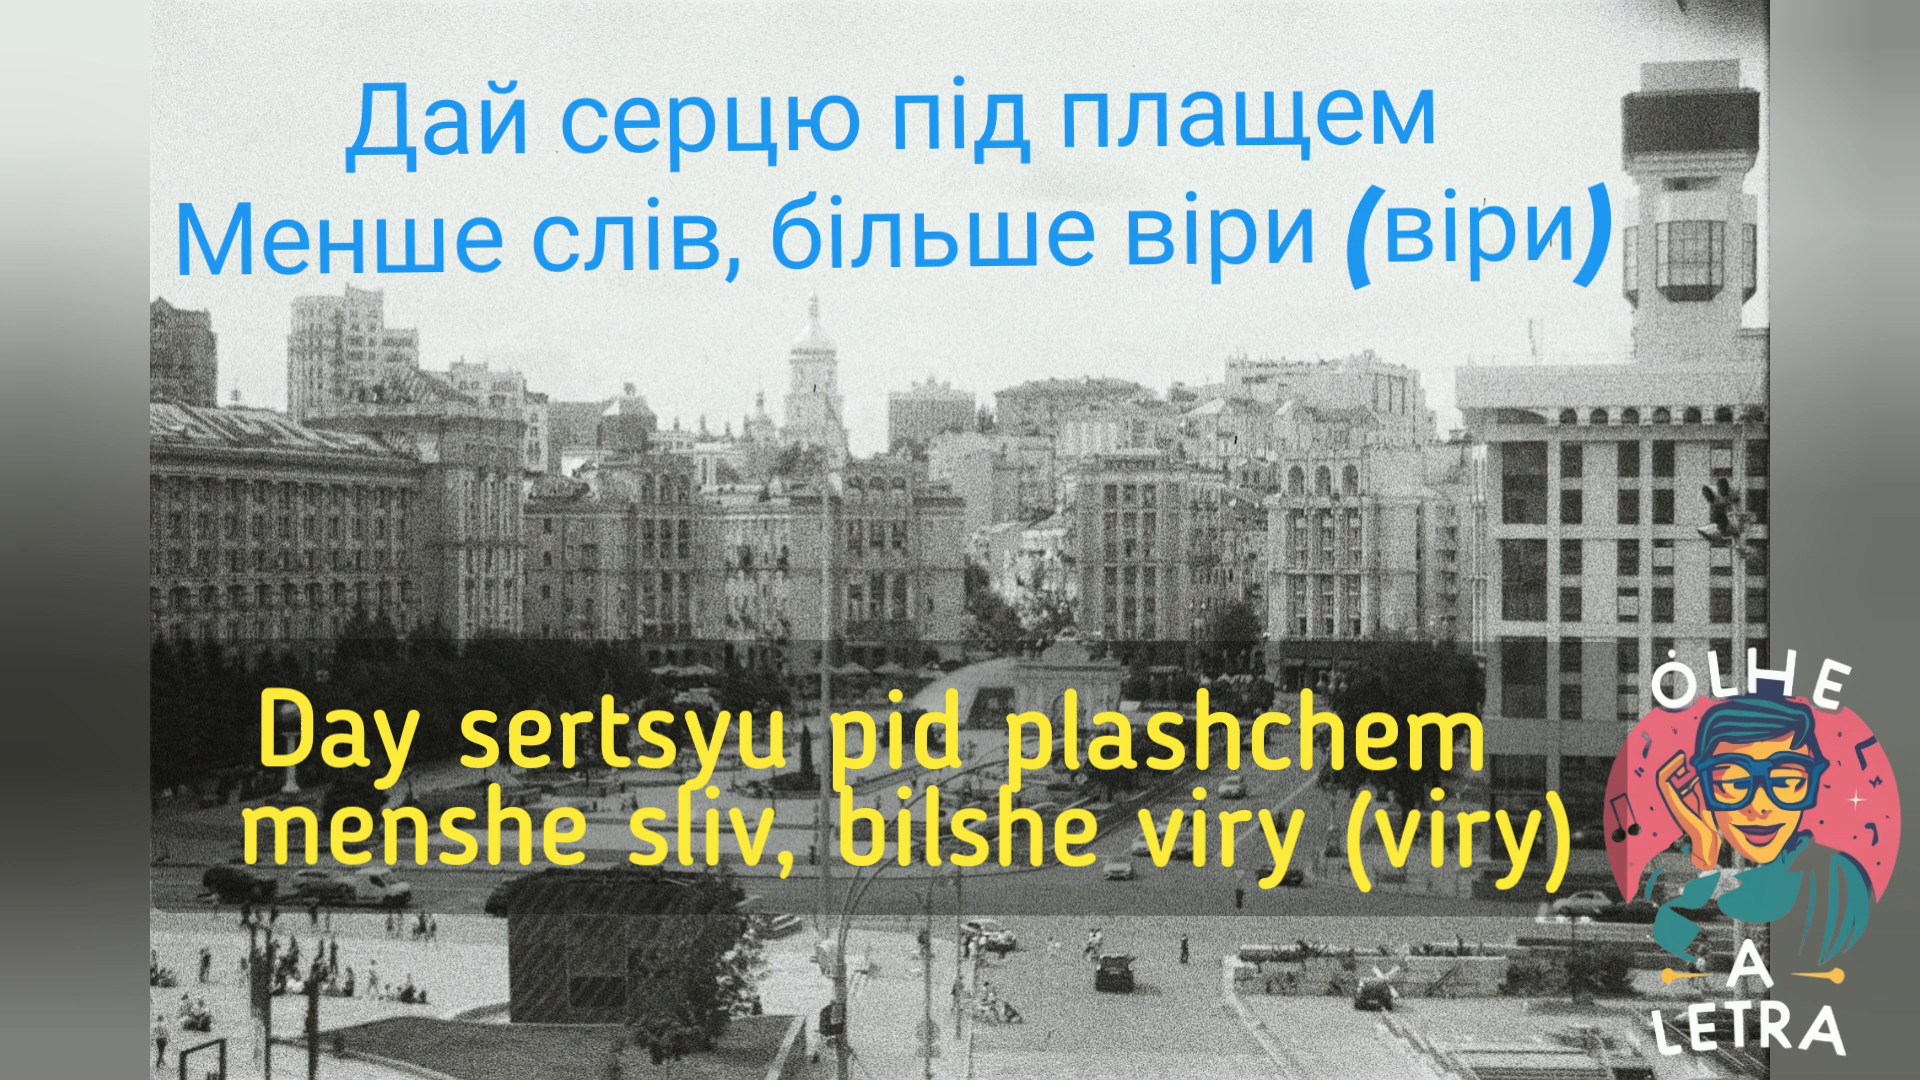 Дай серцю під плащем
Менше слів, більше віри (віри)
Day sertsyu pid plashchem
menshe sliv, bilshe viry (viry)
OLHE
A
LETRA